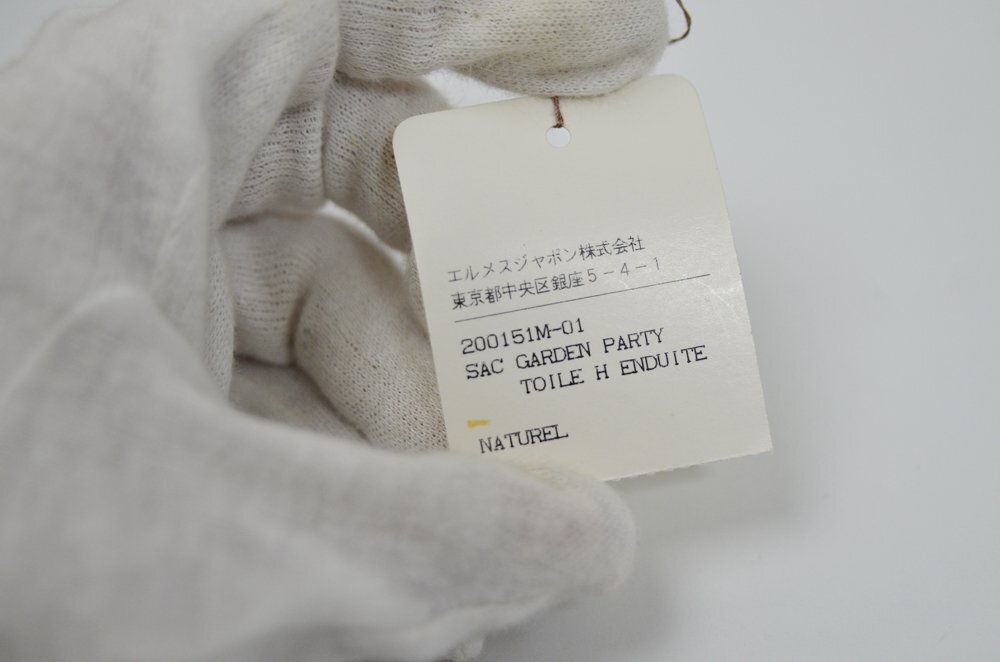 エルメスジャポン株式会社
東京都中央区銀座5-4-1
200151M-01
SAC GARDEN PARTY
TOILE H ENDUITE
NATUREL